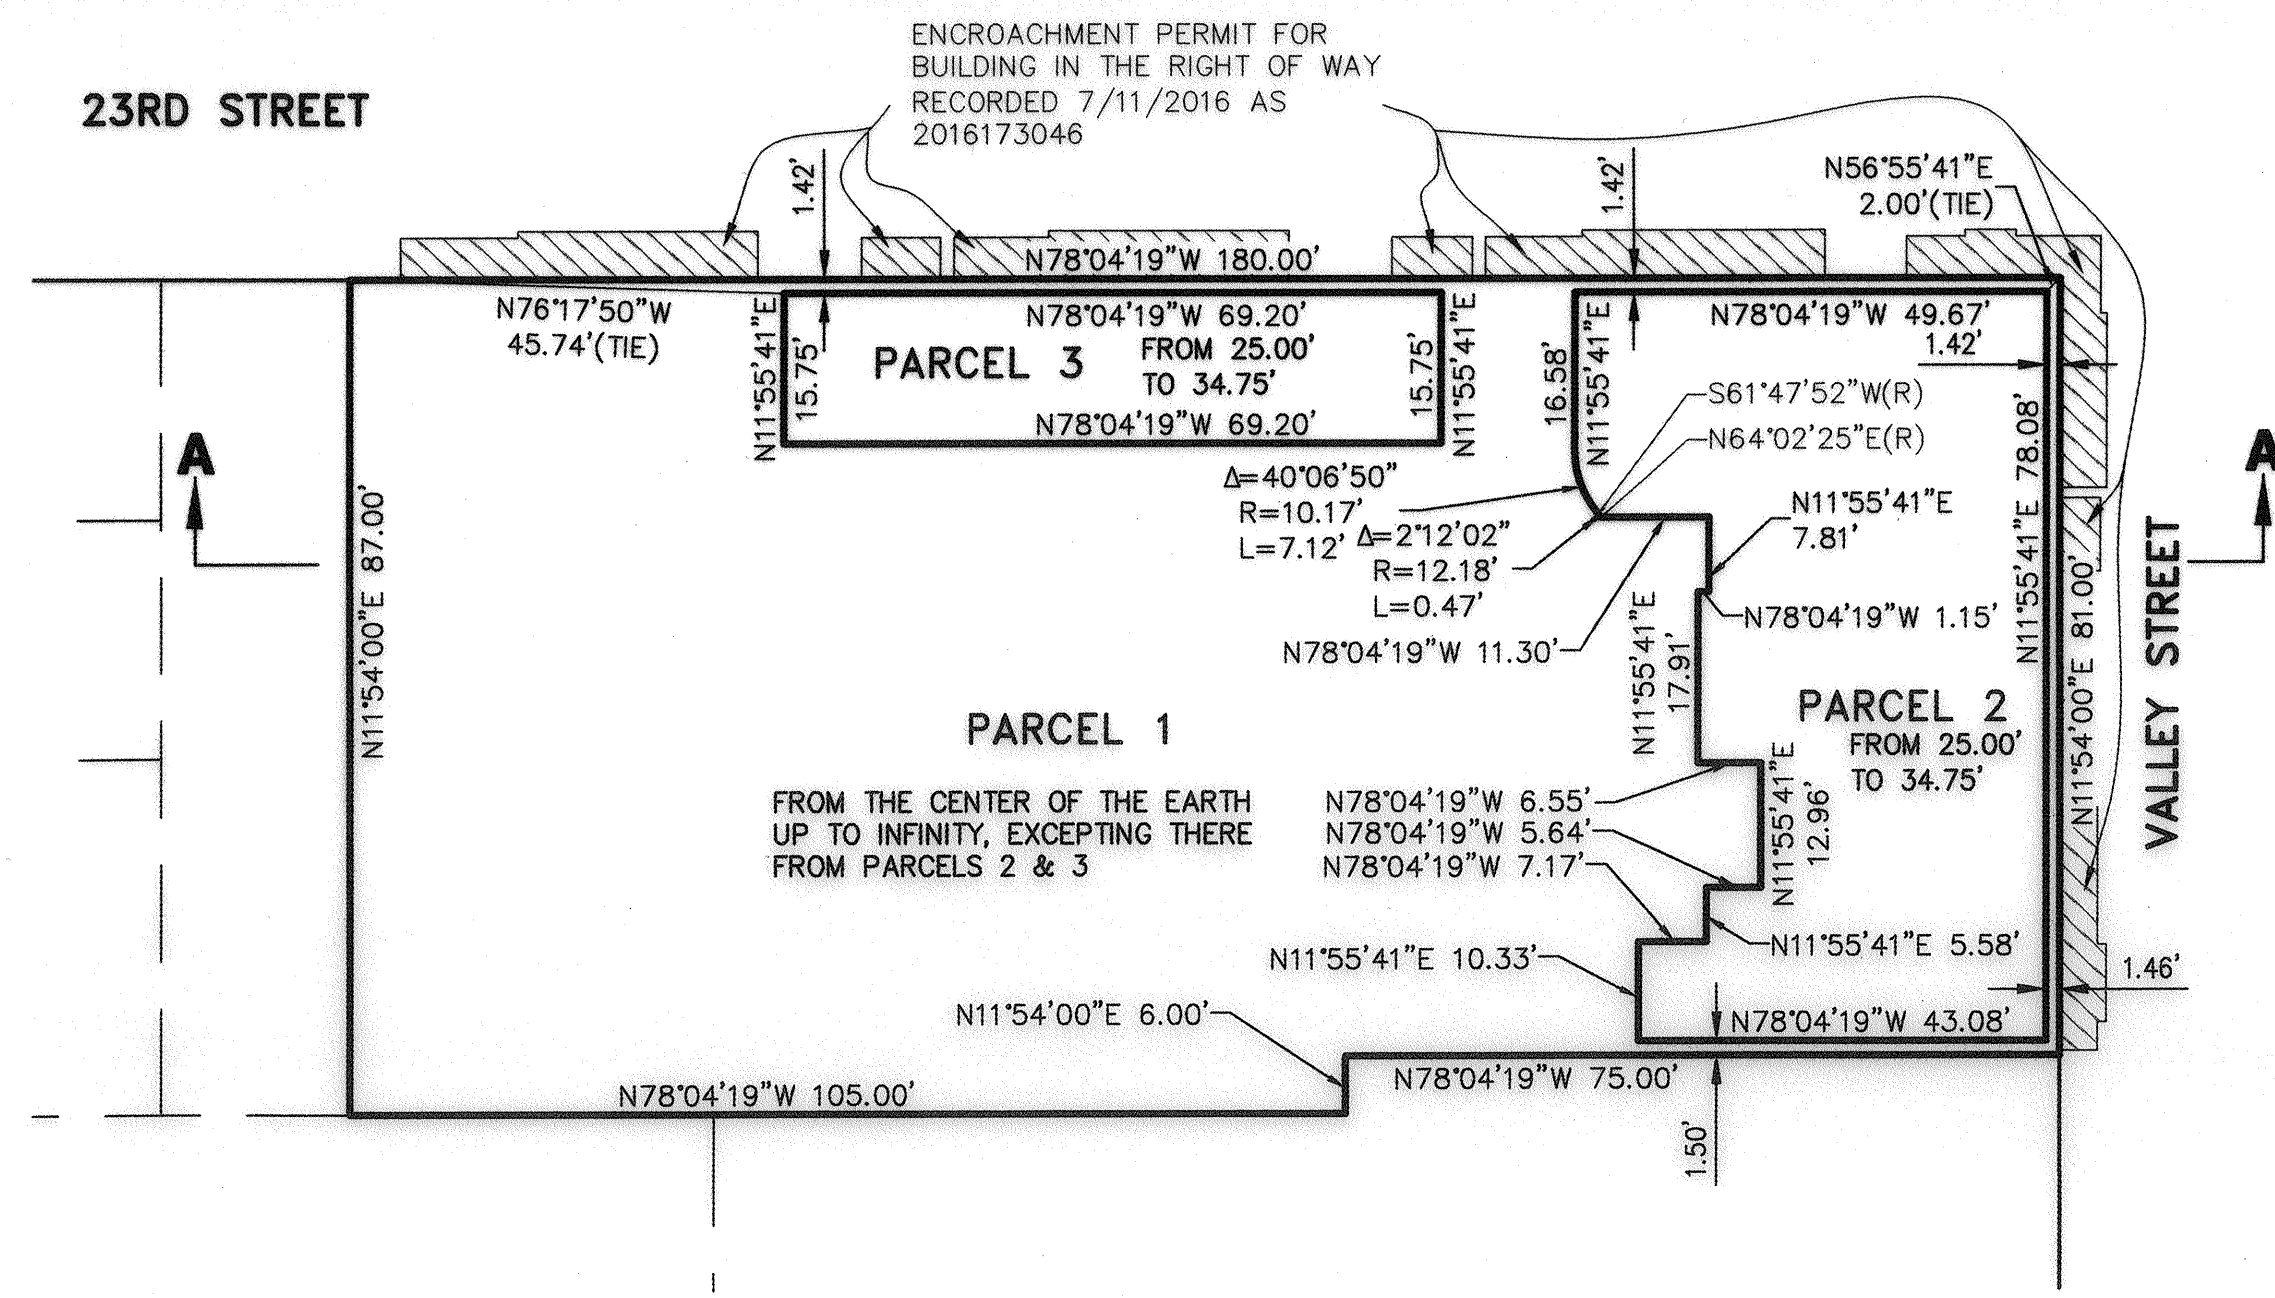 ENCROACHMENT PERMIT FOR
BUILDING IN THE RIGHT OF WAY
RECORDED 7/11/2016 AS
2016173046
23RD STREET
1.42'
1.42'
N56°55'41"E
2.00'(TIE)
N78°04'19"W 180.00'
N76°17'50"W
45.74'(TIE)
N11°55'41"E
15.75'
N78°04'19"W 69.20'
PARCEL 3
FROM 25.00'
TO 34.75'
N78°04'19"W 69.20'
15.75'
N11°55'41"E
16.58'
N11°55'41"E
N78°04'19"W 49.67'
1.42'
S61°47'52"W(R)
N64°02'25"E(R)
A
A
Δ=40°06'50"
R=10.17'
L=7.12'
Δ=2°12'02"
R=12.18'
L=0.47'
N11°55'41"E
7.81'
N78°04'19"W 1.15'
N78°04'19"W 11.30'
N11°55'41"E
17.91'
N11°55'41"E 78.08'
N11°54'00"E 81.00'
VALLEY STREET
N11°54'00"E 87.00'
PARCEL 1
FROM THE CENTER OF THE EARTH
UP TO INFINITY, EXCEPTING THERE
FROM PARCELS 2 & 3
PARCEL 2
FROM 25.00'
TO 34.75'
N78°04'19"W 6.55'
N78°04'19"W 5.64'
N78°04'19"W 7.17'
N11°55'41"E
12.96'
N11°55'41"E 10.33'
N11°55'41"E 5.58'
1.46'
N11°54'00"E 6.00'
N78°04'19"W 43.08'
N78°04'19"W 105.00'
N78°04'19"W 75.00'
1.50'